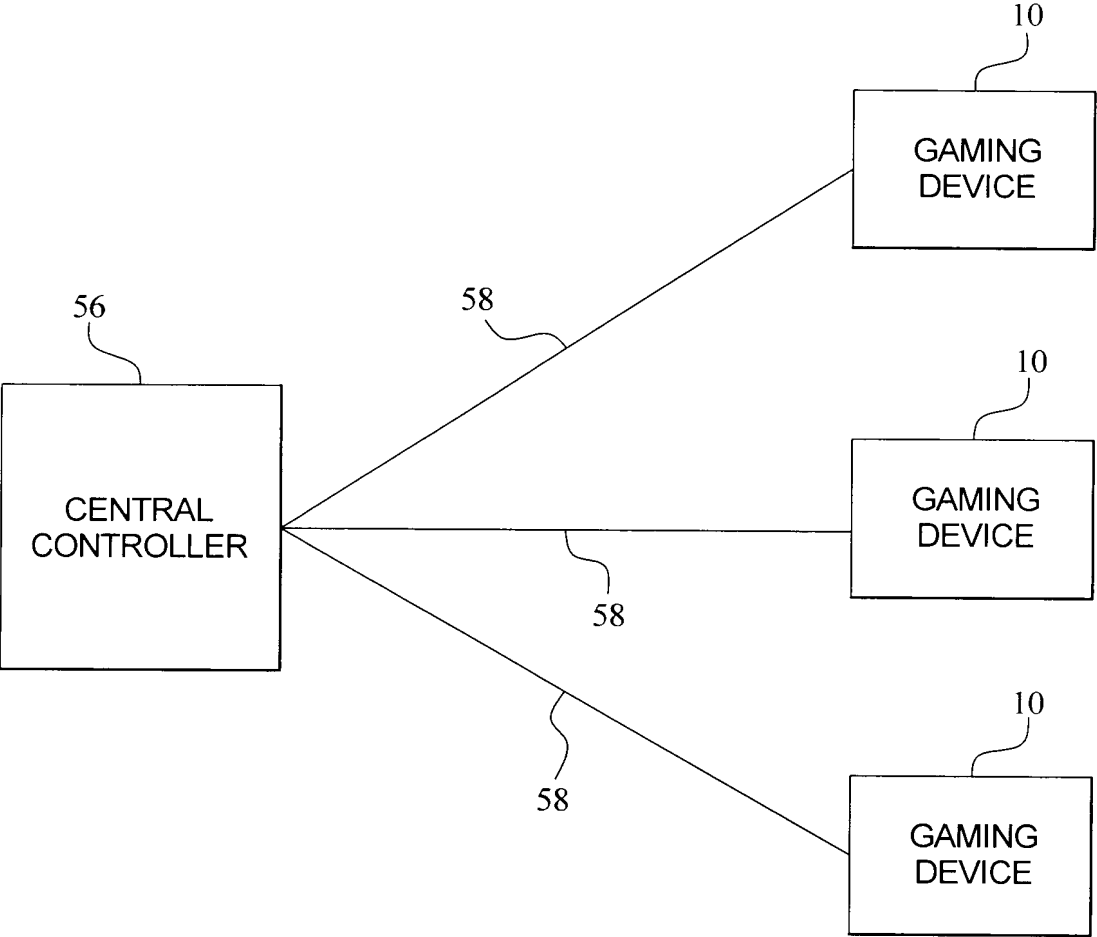 10
GAMING
DEVICE
58
56
10
CENTRAL
CONTROLLER
GAMING
DEVICE
58
10
58
GAMING
DEVICE